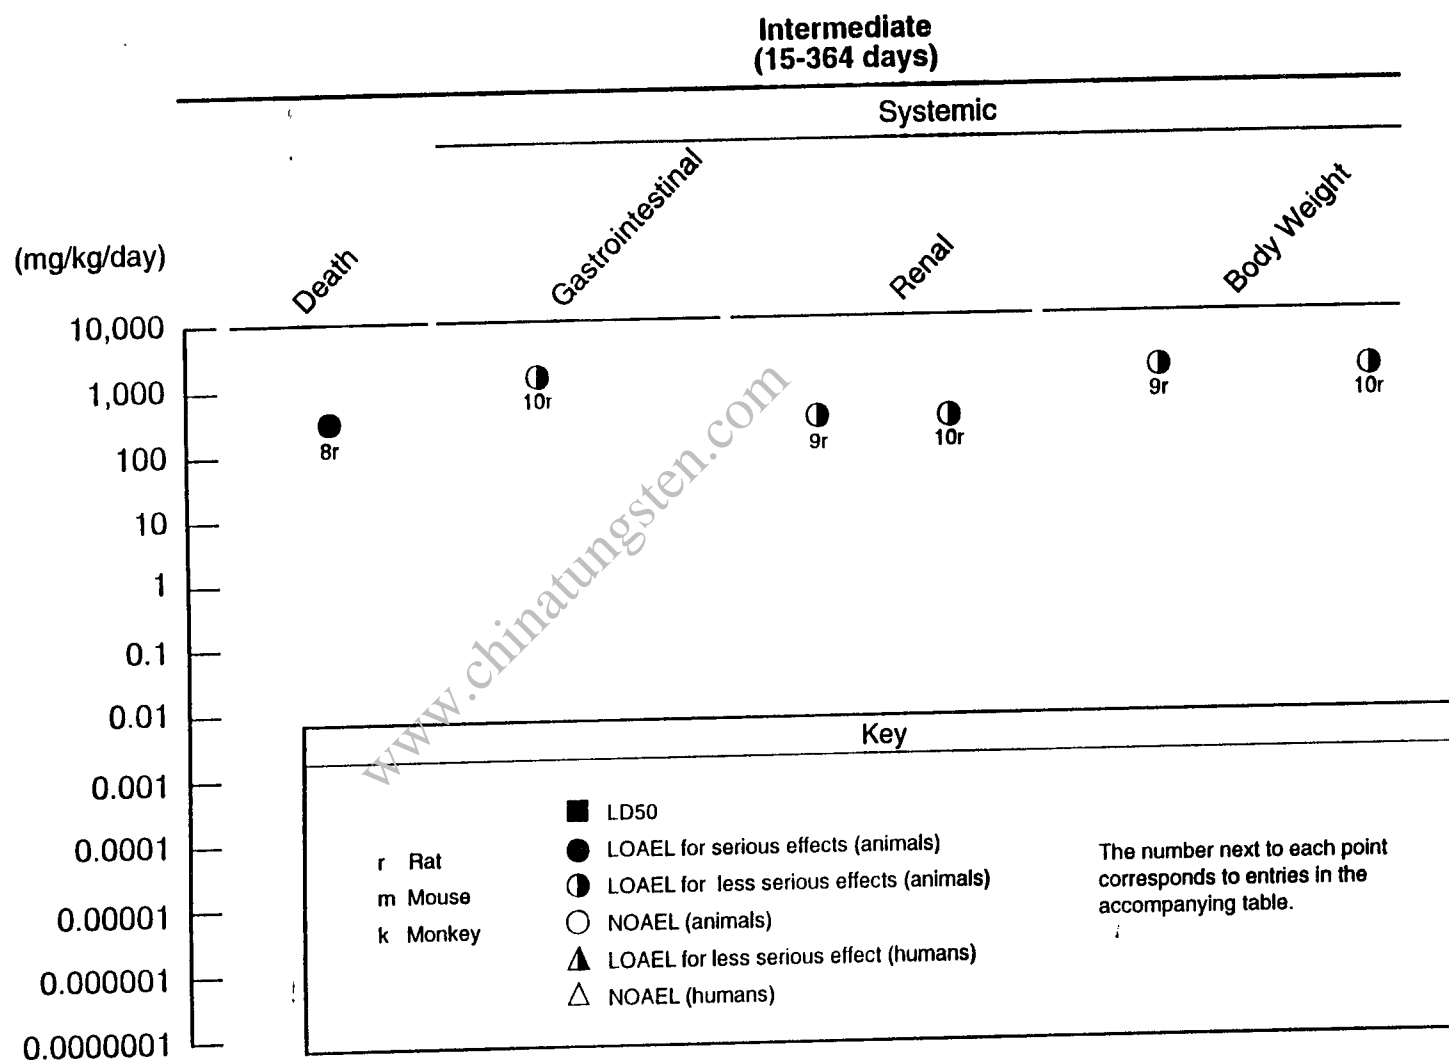 Intermediate
(15-364 days)
Systemic
(mg/kg/day)
Death
Gastrointestinal
Renal
Body Weight
10,000
1,000
100
10
1
0.1
0.01
0.001
0.0001
0.00001
0.000001
0.0000001
8r
10r
9r
10r
9r
10r
www.chinatungsten.com
Key
r Rat
m Mouse
k Monkey
LD50
LOAEL for serious effects (animals)
LOAEL for less serious effects (animals)
NOAEL (animals)
LOAEL for less serious effect (humans)
NOAEL (humans)
The number next to each point
corresponds to entries in the
accompanying table.